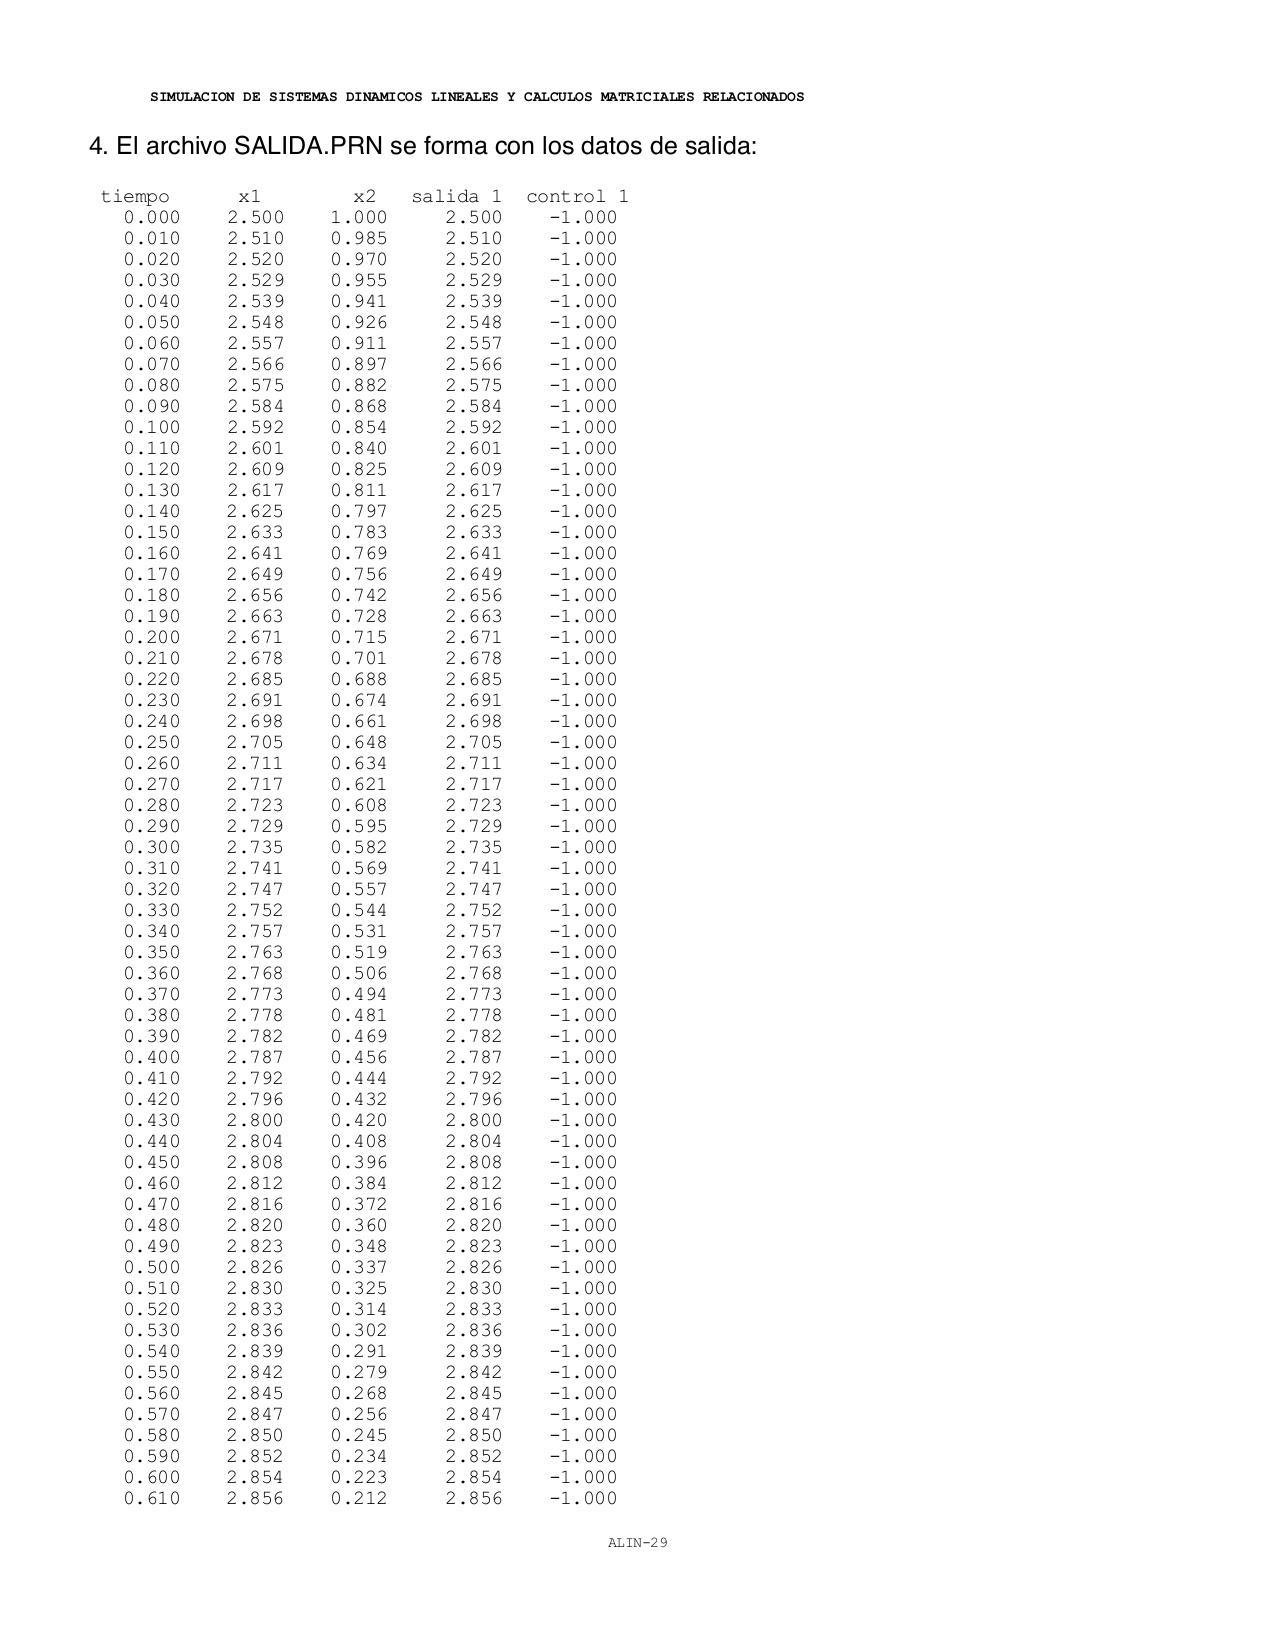 SIMULACION DE SISTEMAS DINAMICOS LINEALES Y CALCULOS MATRICIALES RELACIONADOS
4. El archivo SALIDA.PRN se forma con los datos de salida:
tiempo x1 x2 salida 1 control 1
0.000 2.500 1.000 2.500 -1.000
0.010 2.510 0.985 2.510 -1.000
0.020 2.520 0.970 2.520 -1.000
0.030 2.529 0.955 2.529 -1.000
0.040 2.539 0.941 2.539 -1.000
0.050 2.548 0.926 2.548 -1.000
0.060 2.557 0.911 2.557 -1.000
0.070 2.566 0.897 2.566 -1.000
0.080 2.575 0.882 2.575 -1.000
0.090 2.584 0.868 2.584 -1.000
0.100 2.592 0.854 2.592 -1.000
0.110 2.601 0.840 2.601 -1.000
0.120 2.609 0.825 2.609 -1.000
0.130 2.617 0.811 2.617 -1.000
0.140 2.625 0.797 2.625 -1.000
0.150 2.633 0.783 2.633 -1.000
0.160 2.641 0.769 2.641 -1.000
0.170 2.649 0.756 2.649 -1.000
0.180 2.656 0.742 2.656 -1.000
0.190 2.663 0.728 2.663 -1.000
0.200 2.671 0.715 2.671 -1.000
0.210 2.678 0.701 2.678 -1.000
0.220 2.685 0.688 2.685 -1.000
0.230 2.691 0.674 2.691 -1.000
0.240 2.698 0.661 2.698 -1.000
0.250 2.705 0.648 2.705 -1.000
0.260 2.711 0.634 2.711 -1.000
0.270 2.717 0.621 2.717 -1.000
0.280 2.723 0.608 2.723 -1.000
0.290 2.729 0.595 2.729 -1.000
0.300 2.735 0.582 2.735 -1.000
0.310 2.741 0.569 2.741 -1.000
0.320 2.747 0.557 2.747 -1.000
0.330 2.752 0.544 2.752 -1.000
0.340 2.757 0.531 2.757 -1.000
0.350 2.763 0.519 2.763 -1.000
0.360 2.768 0.506 2.768 -1.000
0.370 2.773 0.494 2.773 -1.000
0.380 2.778 0.481 2.778 -1.000
0.390 2.782 0.469 2.782 -1.000
0.400 2.787 0.456 2.787 -1.000
0.410 2.792 0.444 2.792 -1.000
0.420 2.796 0.432 2.796 -1.000
0.430 2.800 0.420 2.800 -1.000
0.440 2.804 0.408 2.804 -1.000
0.450 2.808 0.396 2.808 -1.000
0.460 2.812 0.384 2.812 -1.000
0.470 2.816 0.372 2.816 -1.000
0.480 2.820 0.360 2.820 -1.000
0.490 2.823 0.348 2.823 -1.000
0.500 2.826 0.337 2.826 -1.000
0.510 2.830 0.325 2.830 -1.000
0.520 2.833 0.314 2.833 -1.000
0.530 2.836 0.302 2.836 -1.000
0.540 2.839 0.291 2.839 -1.000
0.550 2.842 0.279 2.842 -1.000
0.560 2.845 0.268 2.845 -1.000
0.570 2.847 0.256 2.847 -1.000
0.580 2.850 0.245 2.850 -1.000
0.590 2.852 0.234 2.852 -1.000
0.600 2.854 0.223 2.854 -1.000
0.610 2.856 0.212 2.856 -1.000
ALIN-29